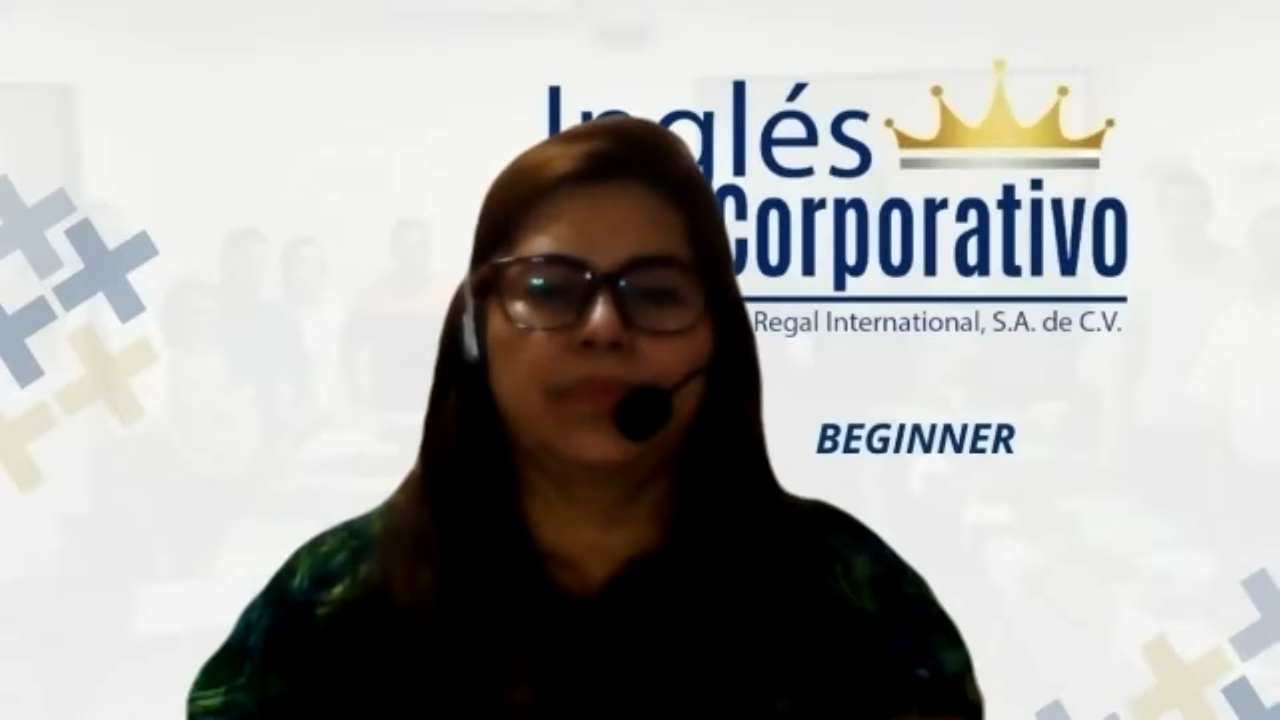 Inglés
Corporativo
Regal International, S.A. de C.V.
BEGINNER